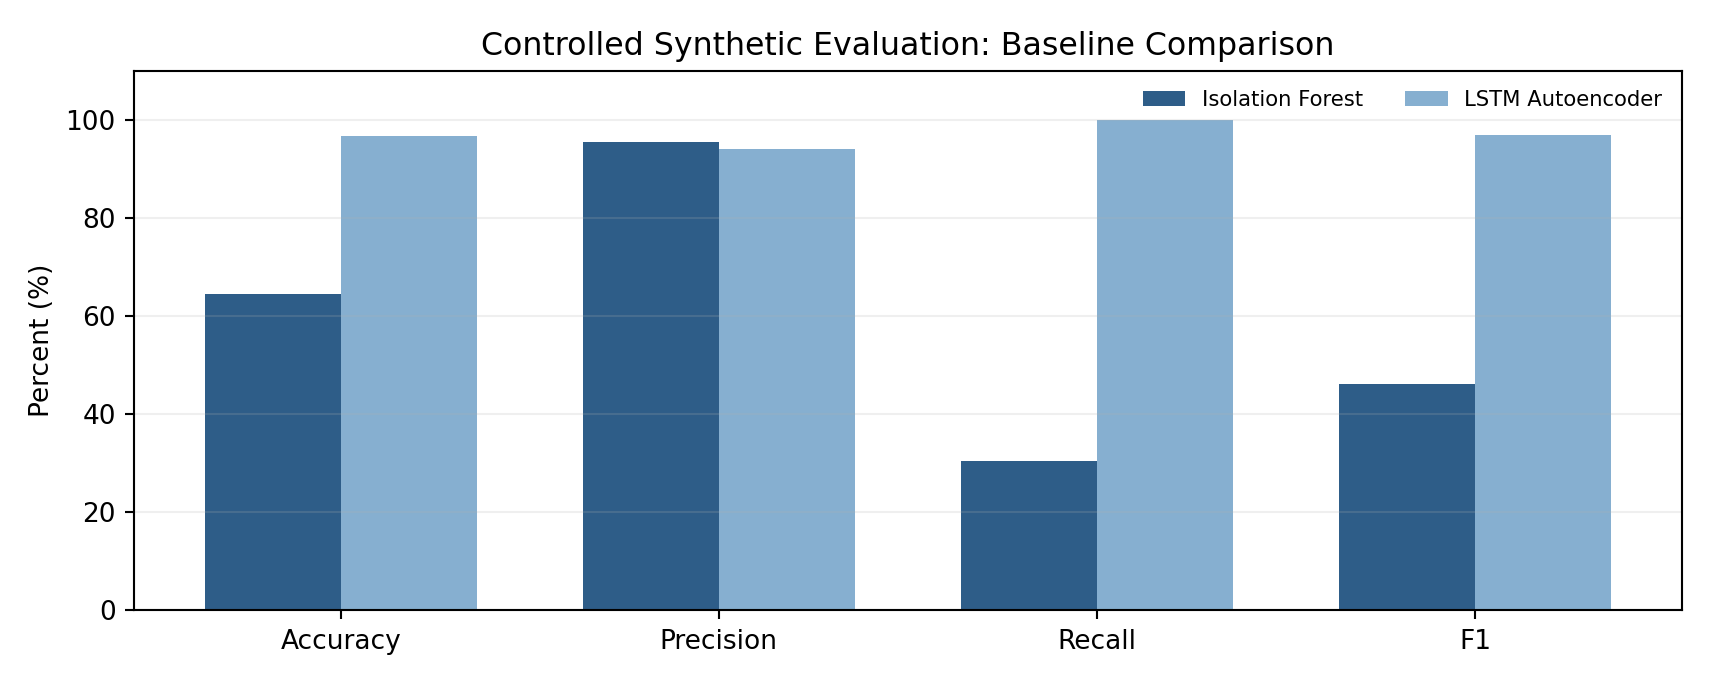 Controlled Synthetic Evaluation: Baseline Comparison
Isolation Forest
LSTM Autoencoder
Percent (%)
100
80
60
40
20
0
Accuracy
Precision
Recall
F1